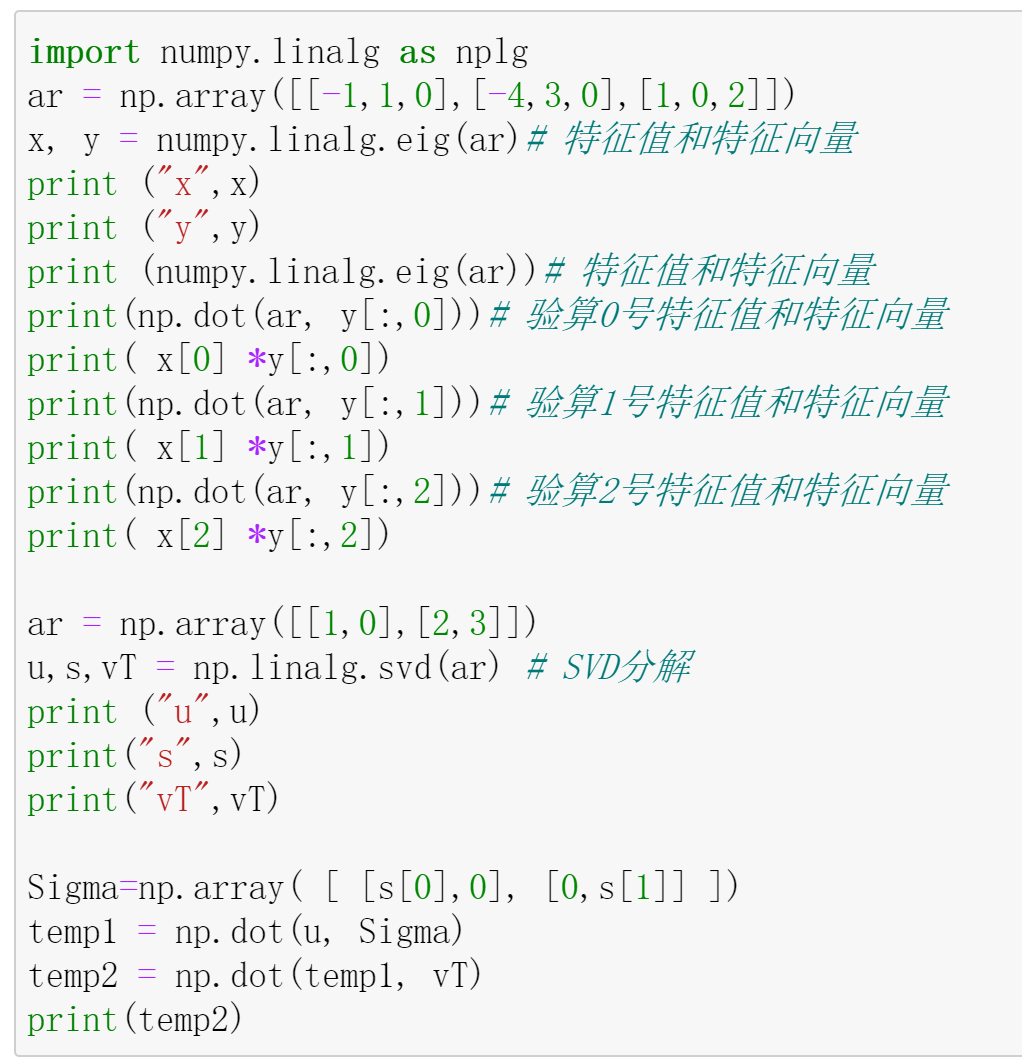 import numpy.linalg as nplg
ar = np.array([[-1,1,0],[-4,3,0],[1,0,2]])
x, y = numpy.linalg.eig(ar)# 特征值和特征向量
print ("x",x)
print ("y",y)
print (numpy.linalg.eig(ar))# 特征值和特征向量
print(np.dot(ar, y[:,0]))# 验算0号特征值和特征向量
print( x[0] *y[:,0])
print(np.dot(ar, y[:,1]))# 验算1号特征值和特征向量
print( x[1] *y[:,1])
print(np.dot(ar, y[:,2]))# 验算2号特征值和特征向量
print( x[2] *y[:,2])
ar = np.array([[1,0],[2,3]])
u,s,vT = np.linalg.svd(ar) # SVD分解
print ("u",u)
print("s",s)
print("vT",vT)
Sigma=np.array( [ [s[0],0], [0,s[1]] ])
temp1 = np.dot(u, Sigma)
temp2 = np.dot(temp1, vT)
print(temp2)